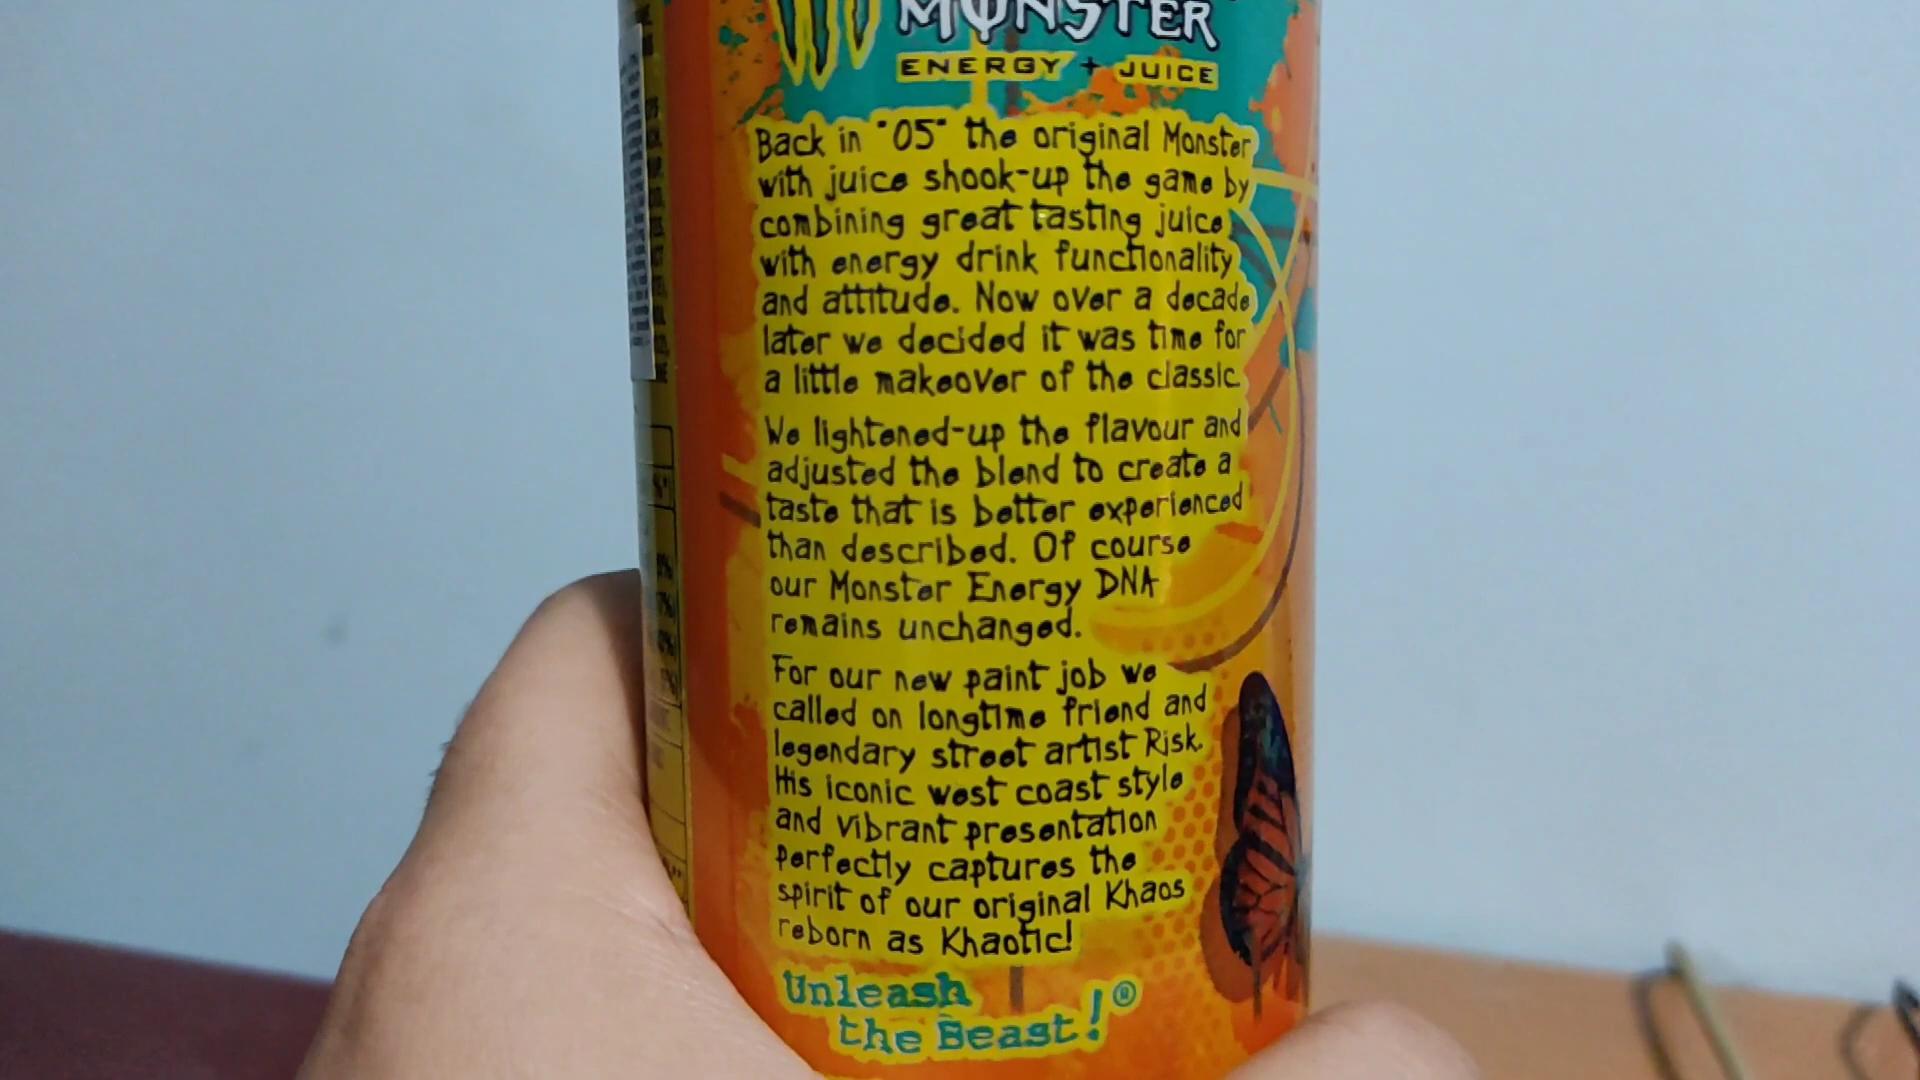 MONSTER
ENERGY + JUICE
Back in "05" the original Monster
with juice shook-up the game by
combining great tasting juice
with energy drink functionality
and attitude. Now over a decade
later we decided it was time for
a little makeover of the classic.
We lightened-up the flavour and
adjusted the blend to create a
taste that is better experienced
than described. Of course
our Monster Energy DNA
remains unchanged.
For our new paint job we
called on longtime friend and
legendary street artist Risk.
His iconic west coast style
and vibrant presentation
perfectly captures the
spirit of our original Khaos
reborn as Khaotic!
Unleash
the Beast!®